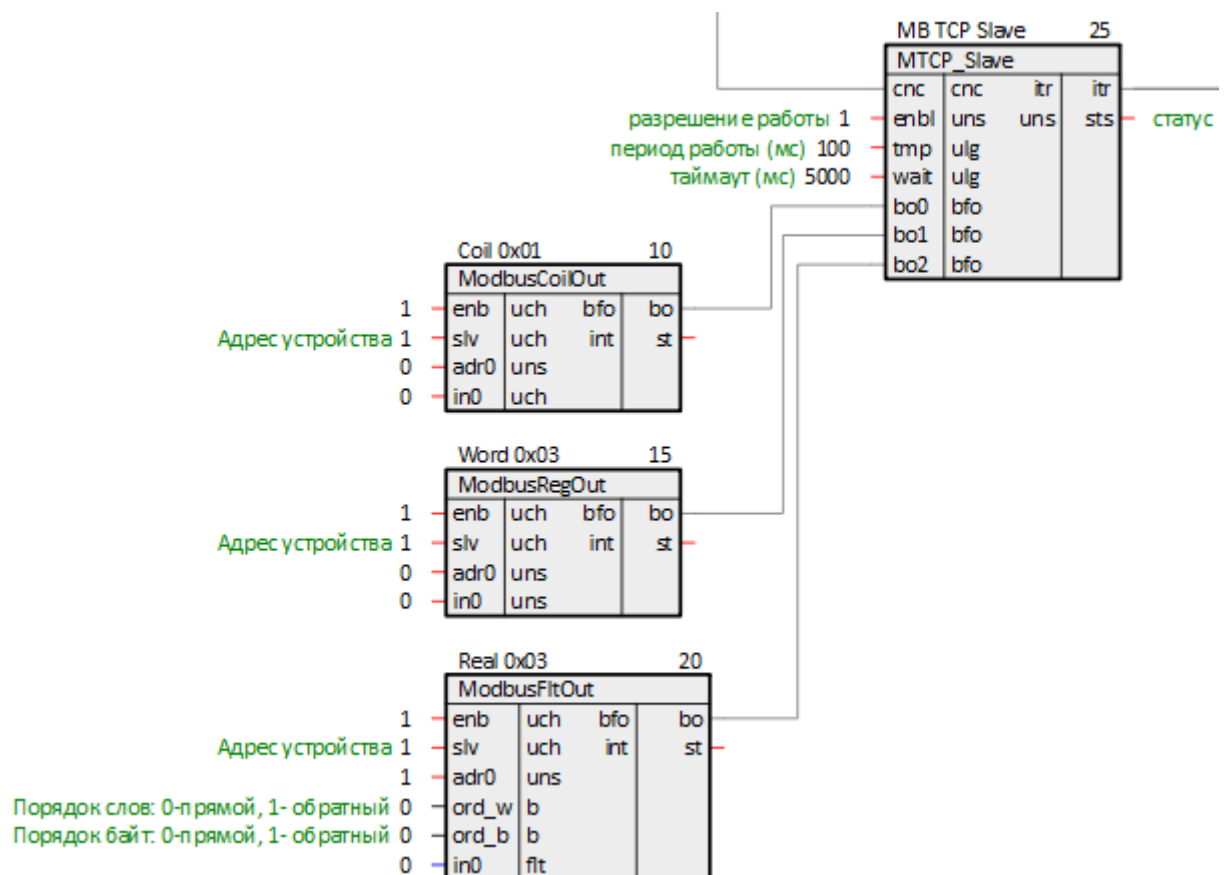 MB TCP Slave 25
MTCP_Slave
cnc cnc itr itr
разрешение работы 1 enbl uns uns sts статус
период работы (мс) 100 tmp ulg
таймаут (мс) 5000 wait ulg
bo0 bfo
bo1 bfo
bo2 bfo
Coil 0x01 10
ModbusCoilOut
1 enb uch bfo bo
Адрес устройства 1 slv uch int st
0 adr0 uns
0 in0 uch
Word 0x03 15
ModbusRegOut
1 enb uch bfo bo
Адрес устройства 1 slv uch int st
0 adr0 uns
0 in0 uns
Real 0x03 20
ModbusFltOut
1 enb uch bfo bo
Адрес устройства 1 slv uch int st
1 adr0 uns
Порядок слов: 0-прямой, 1- обратный 0 ord_w b
Порядок байт: 0-прямой, 1- обратный 0 ord_b b
0 in0 flt